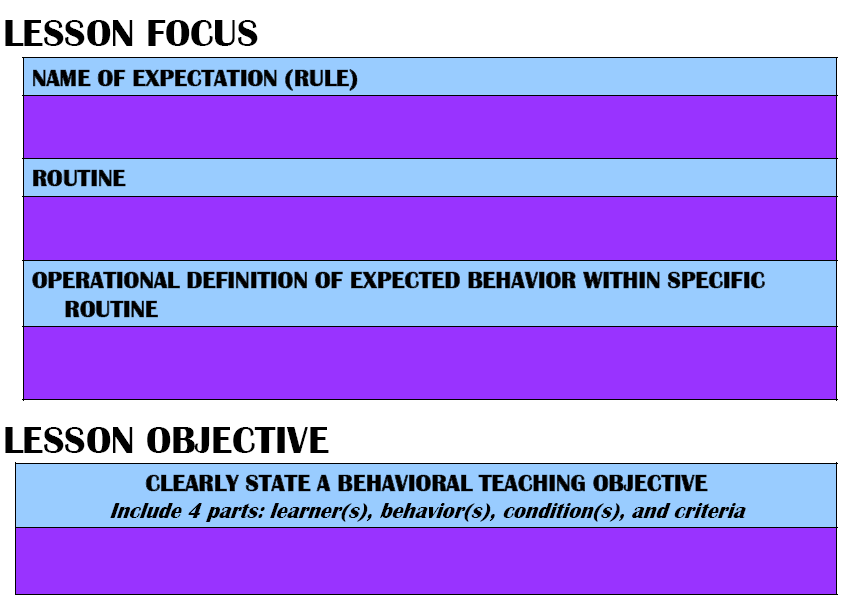 LESSON FOCUS
NAME OF EXPECTATION (RULE)
ROUTINE
OPERATIONAL DEFINITION OF EXPECTED BEHAVIOR WITHIN SPECIFIC
ROUTINE
LESSON OBJECTIVE
CLEARLY STATE A BEHAVIORAL TEACHING OBJECTIVE
Include 4 parts: learner(s), behavior(s), condition(s), and criteria